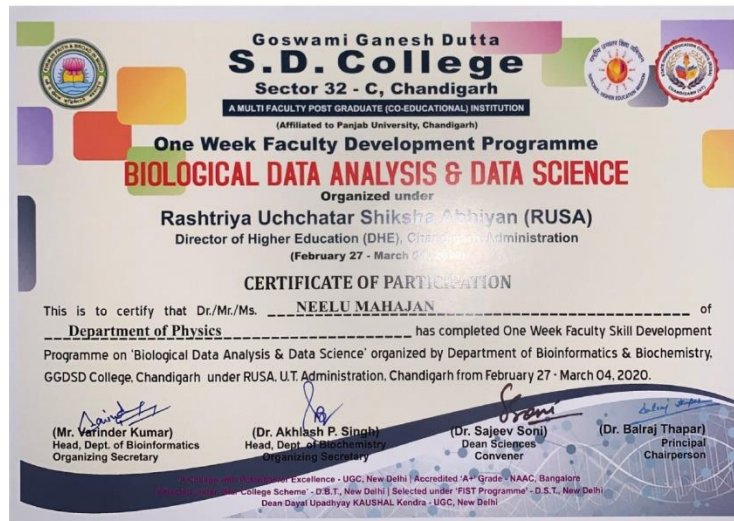 Goswami Ganesh Dutta
S.D. College
Sector 32 - C, Chandigarh
A MULTI FACULTY POST GRADUATE (CO-EDUCATIONAL) INSTITUTION
(Affiliated to Panjab University, Chandigarh)
One Week Faculty Development Programme
BIOLOGICAL DATA ANALYSIS & DATA SCIENCE
Organized under
Rashtriya Uchchatar Shiksha Abhiyan (RUSA)
Director of Higher Education (DHE), Administration
(February 27 - March
CERTIFICATE OF PARTICIPATION
This is to certify that Dr./Mr./Ms. NEELU MAHAJAN of
Department of Physics has completed One Week Faculty Skill Development
Programme on 'Biological Data Analysis & Data Science' organized by Department of Bioinformatics & Biochemistry,
GGDSD College, Chandigarh under RUSA, U.T. Administration, Chandigarh from February 27 - March 04, 2020.
(Mr. Varinder Kumar)
Head, Dept. of Bioinformatics
Organizing Secretary
(Dr. Akhlash P. Singh)
Head, Dept. of Biochemistry
Organizing Secretary
(Dr. Sajeev Soni)
Dean Sciences
Convener
(Dr. Balraj Thapar)
Principal
Chairperson
Excellence - UGC, New Delhi | Accredited 'A+' Grade - NAAC, Bangalore
College Scheme' - D.B.T., New Delhi | Selected under 'FIST Programme' - D.S.T., New Delhi
Dean Dayal Upadhyay KAUSHAL Kendra - UGC, New Delhi